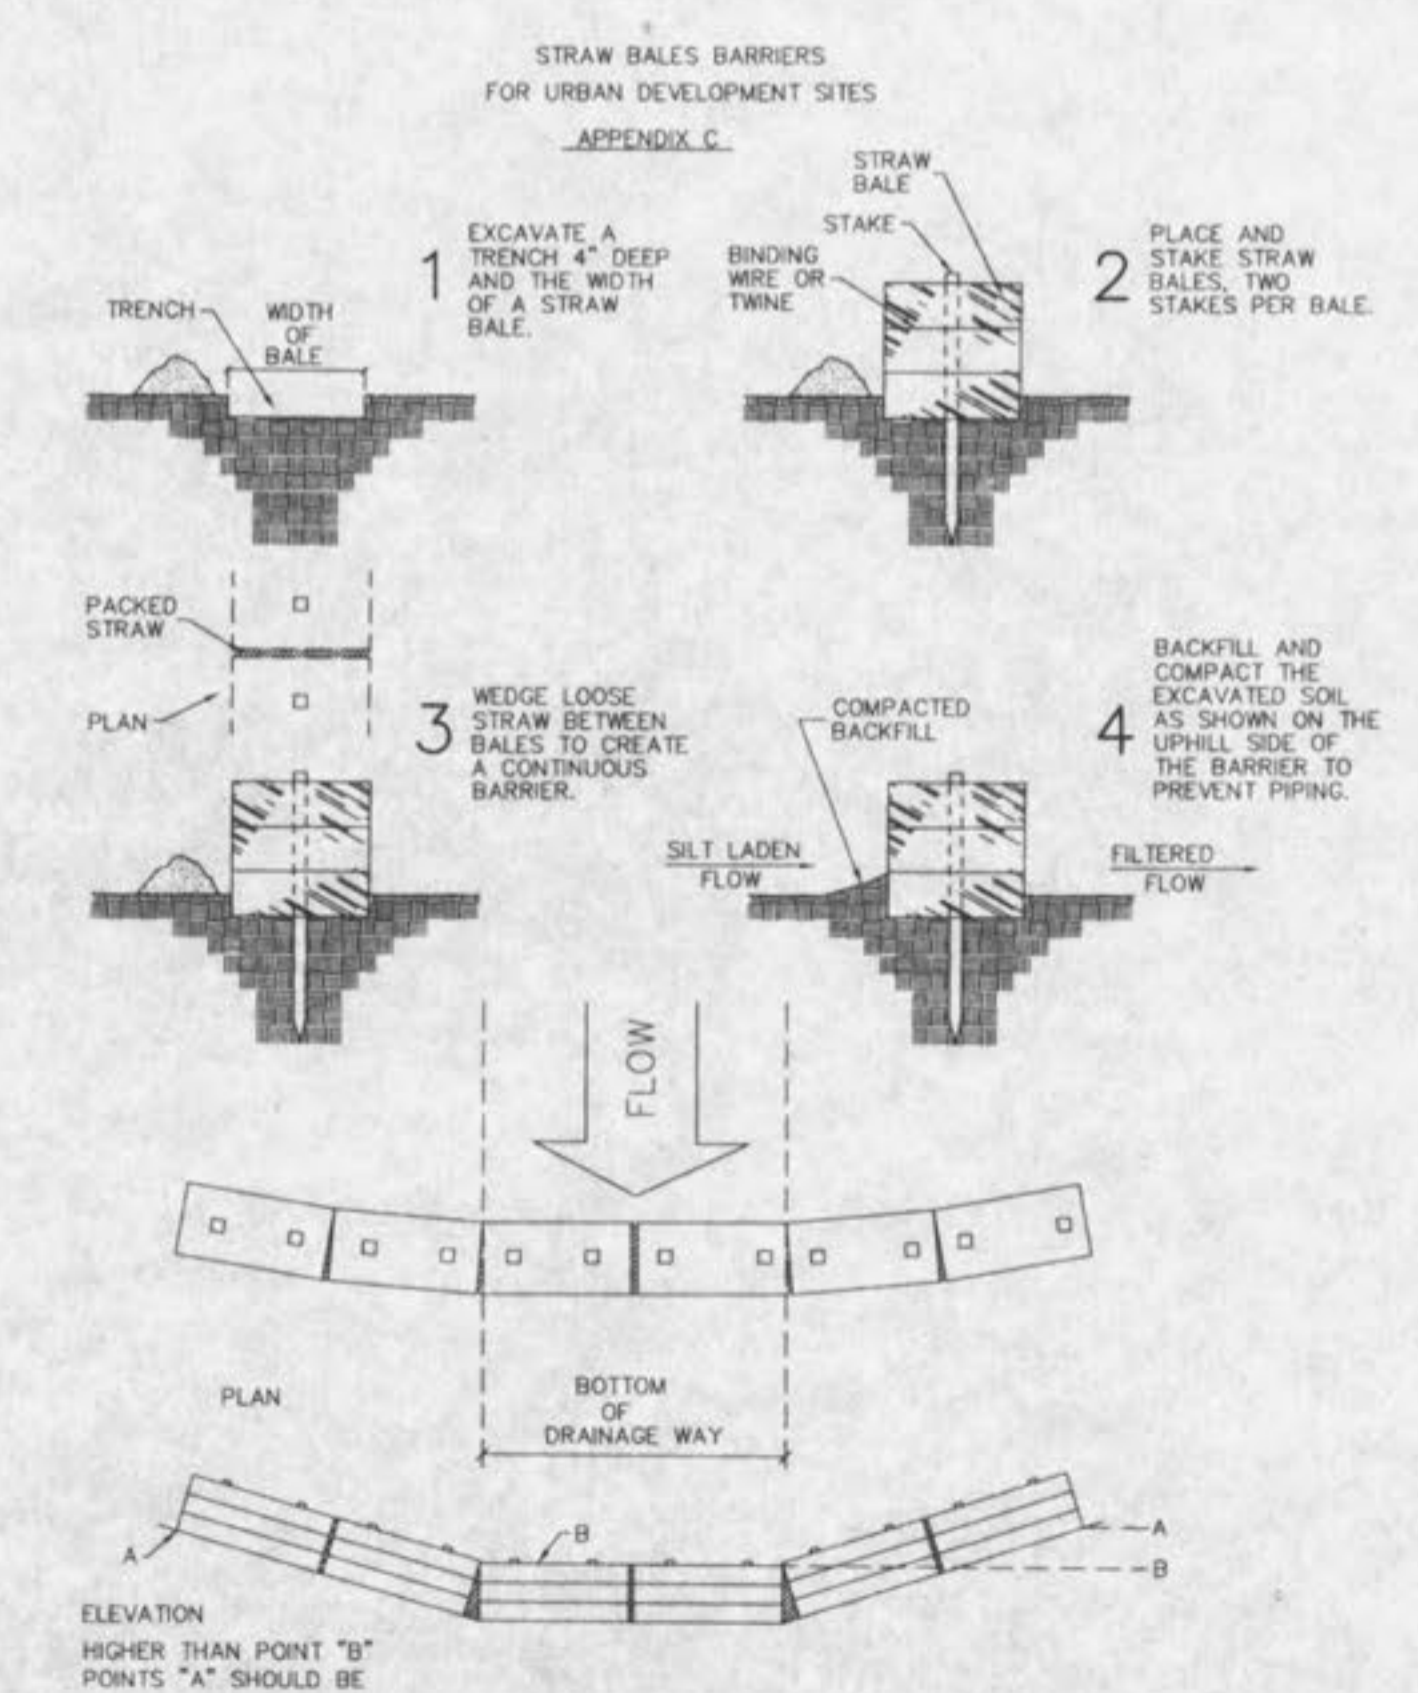 STRAW BALES BARRIERS
FOR URBAN DEVELOPMENT SITES
APPENDIX C
1
EXCAVATE A
TRENCH 4" DEEP
AND THE WIDTH
OF A STRAW
BALE.
TRENCH
WIDTH
OF
BALE
STRAW
BALE
STAKE
BINDING
WIRE OR
TWINE
2
PLACE AND
STAKE STRAW
BALES, TWO
STAKES PER BALE.
PACKED
STRAW
PLAN
3
WEDGE LOOSE
STRAW BETWEEN
BALES TO CREATE
A CONTINUOUS
BARRIER.
COMPACTED
BACKFILL
4
BACKFILL AND
COMPACT THE
EXCAVATED SOIL
AS SHOWN ON THE
UPHILL SIDE OF
THE BARRIER TO
PREVENT PIPING.
SILT LADEN
FLOW
FILTERED
FLOW
FLOW
PLAN
BOTTOM
OF
DRAINAGE WAY
A
B
A
B
ELEVATION
HIGHER THAN POINT "B"
POINTS "A" SHOULD BE